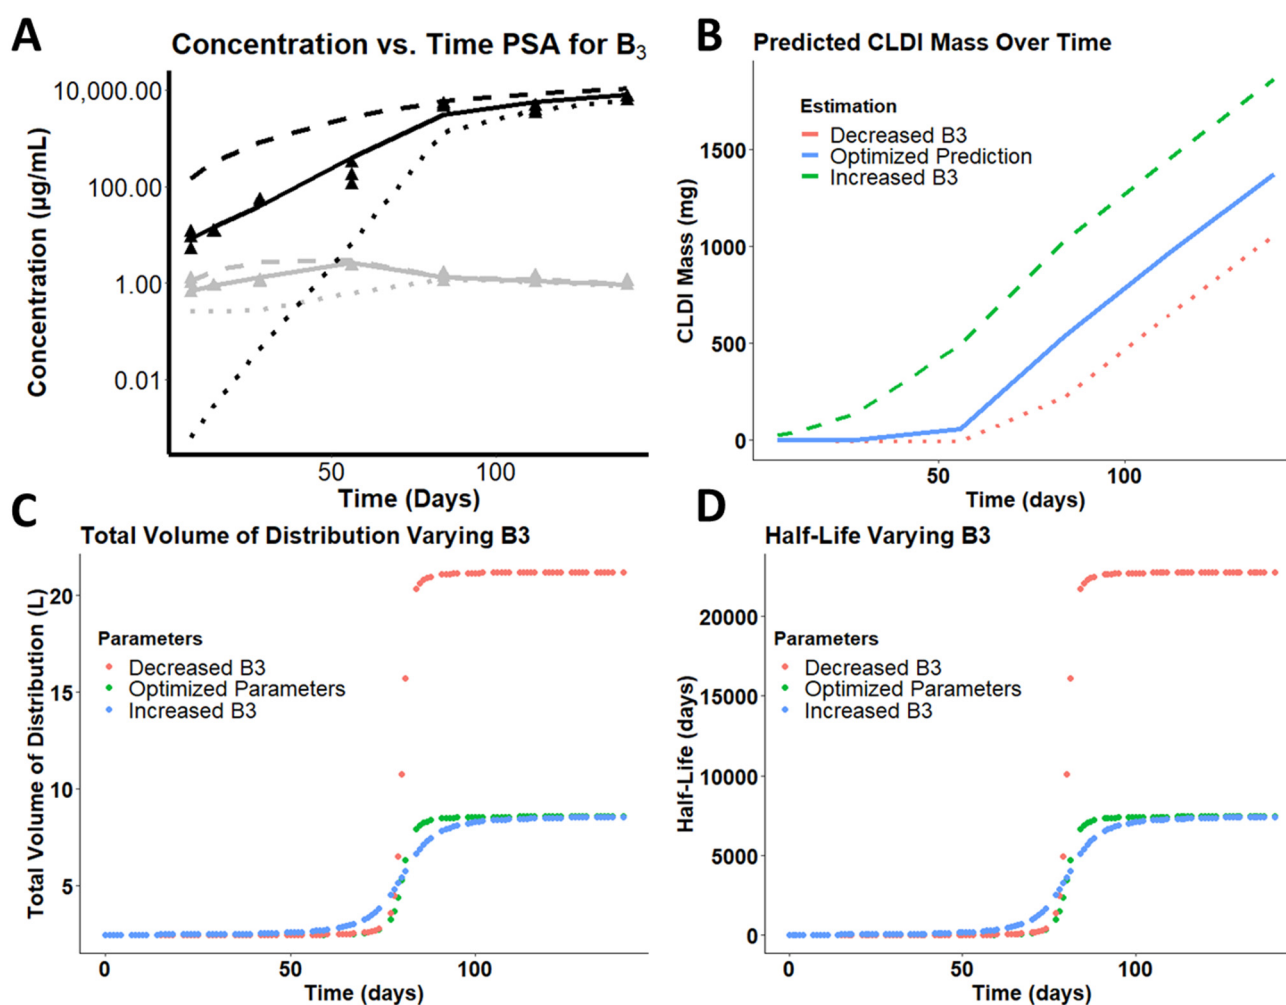 A
Concentration vs. Time PSA for B₃
Concentration (µg/mL)
10,000.00
100.00
1.00
0.01
50
100
Time (Days)
B
Predicted CLDI Mass Over Time
CLDI Mass (mg)
1500
1000
500
0
Estimation
Decreased B3
Optimized Prediction
Increased B3
50
100
Time (days)
C
Total Volume of Distribution Varying B3
Total Volume of Distribution (L)
20
15
10
5
Parameters
Decreased B3
Optimized Parameters
Increased B3
0
50
100
Time (days)
D
Half-Life Varying B3
Half-Life (days)
20000
15000
10000
5000
0
Parameters
Decreased B3
Optimized Parameters
Increased B3
0
50
100
Time (days)